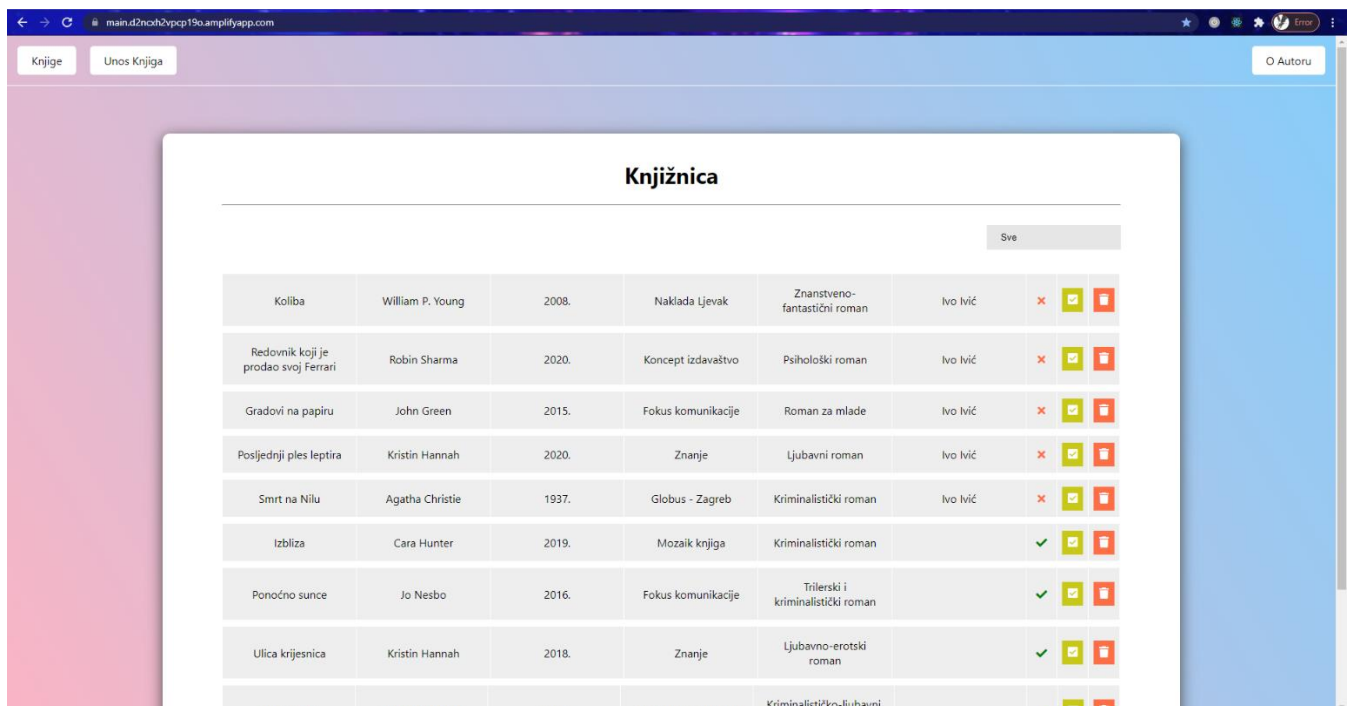 main.d2ncxh2vpcp19o.amplifyapp.com
Error
Knjige
Unos Knjiga
O Autoru
Knjižnica
Sve
Koliba
William P. Young
2008.
Naklada Ljevak
Znanstveno-
fantastični roman
Ivo Ivić
Redovnik koji je
prodao svoj Ferrari
Robin Sharma
2020.
Koncept izdavaštvo
Psihološki roman
Ivo Ivić
Gradovi na papiru
John Green
2015.
Fokus komunikacije
Roman za mlade
Ivo Ivić
Posljednji ples leptira
Kristin Hannah
2020.
Znanje
Ljubavni roman
Ivo Ivić
Smrt na Nilu
Agatha Christie
1937.
Globus - Zagreb
Kriminalistički roman
Ivo Ivić
Izbliza
Cara Hunter
2019.
Mozaik knjiga
Kriminalistički roman
Ponoćno sunce
Jo Nesbo
2016.
Fokus komunikacije
Trilerski i
kriminalistički roman
Ulica krijesnica
Kristin Hannah
2018.
Znanje
Ljubavno-erotski
roman
Kriminalističko-ljubavni